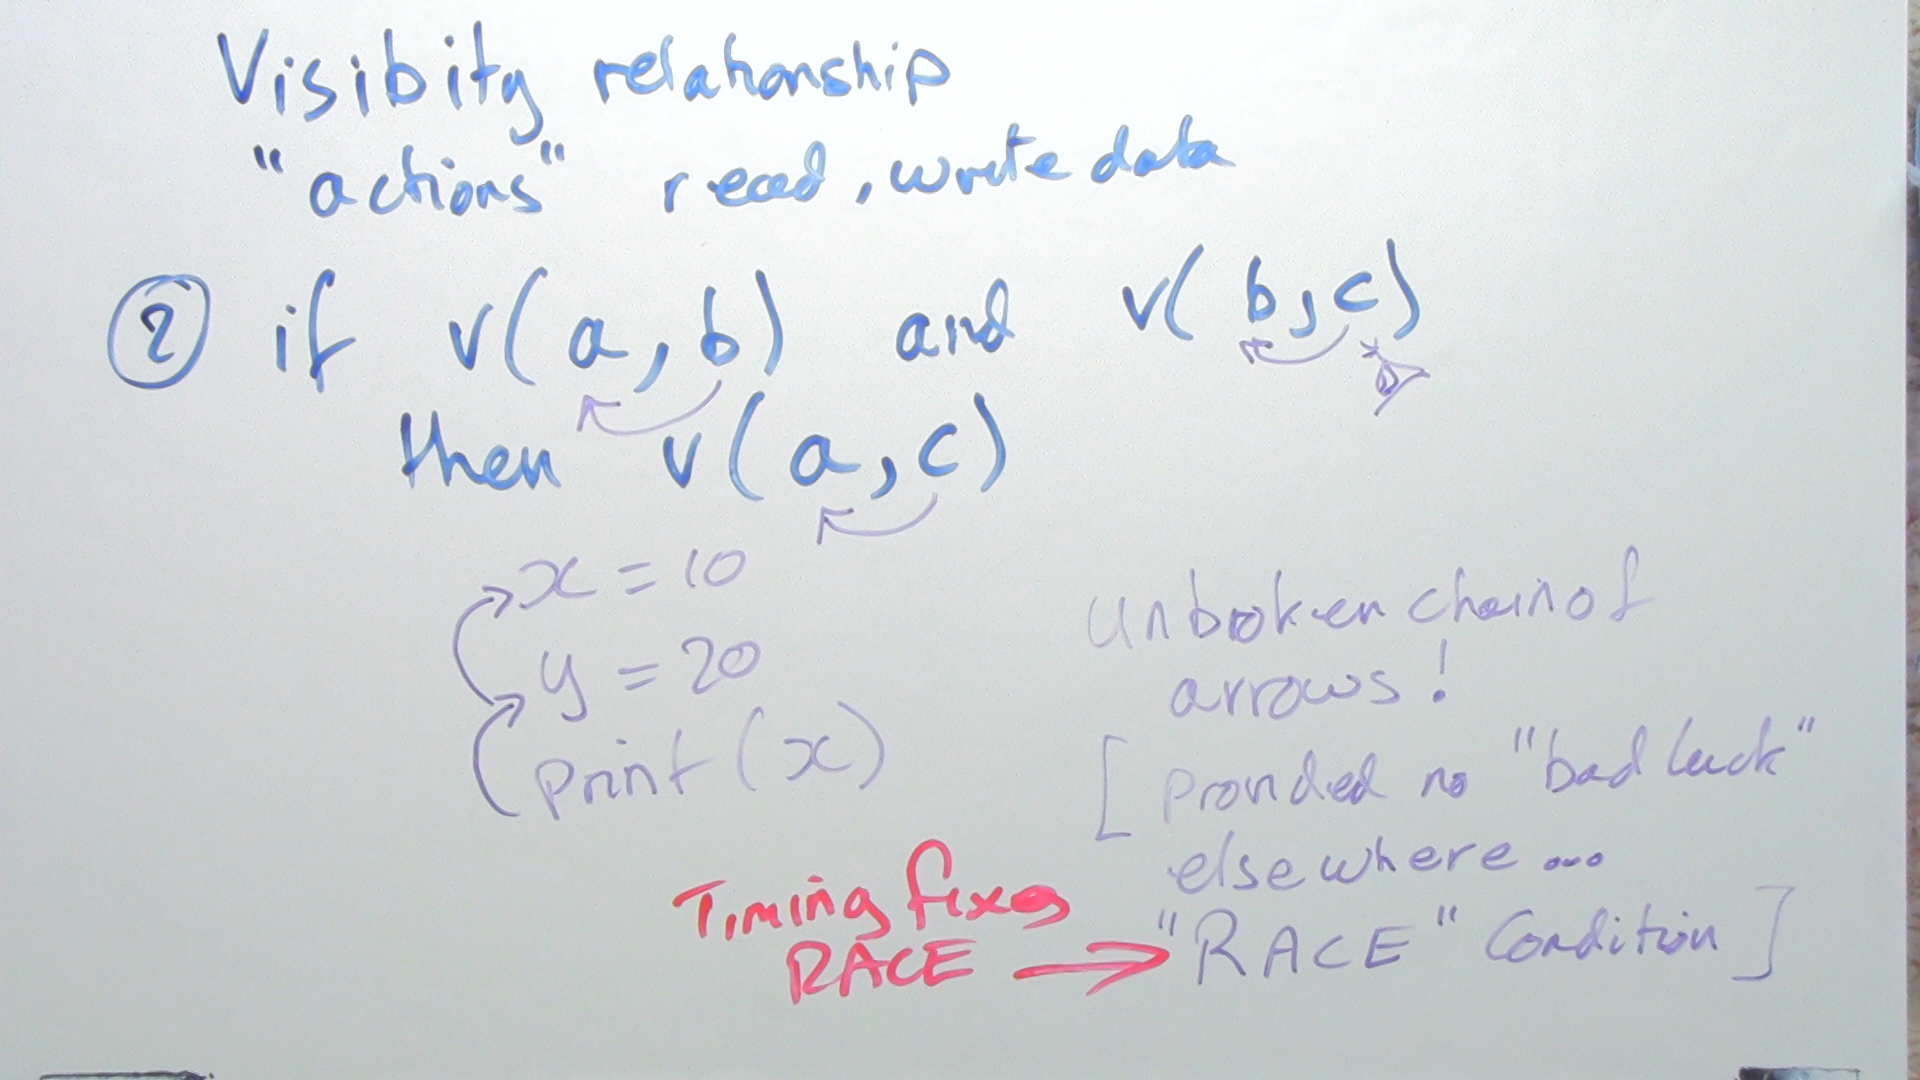 Visibity relationship
"actions" read, write data
② if v(a, b) and v(b, c)
then v(a, c)
x = 10
y = 20
print(x)
unbroken chain of
arrows!
[ provided no "bad luck"
elsewhere ...
"RACE" Condition ]
Timing fixes
RACE →